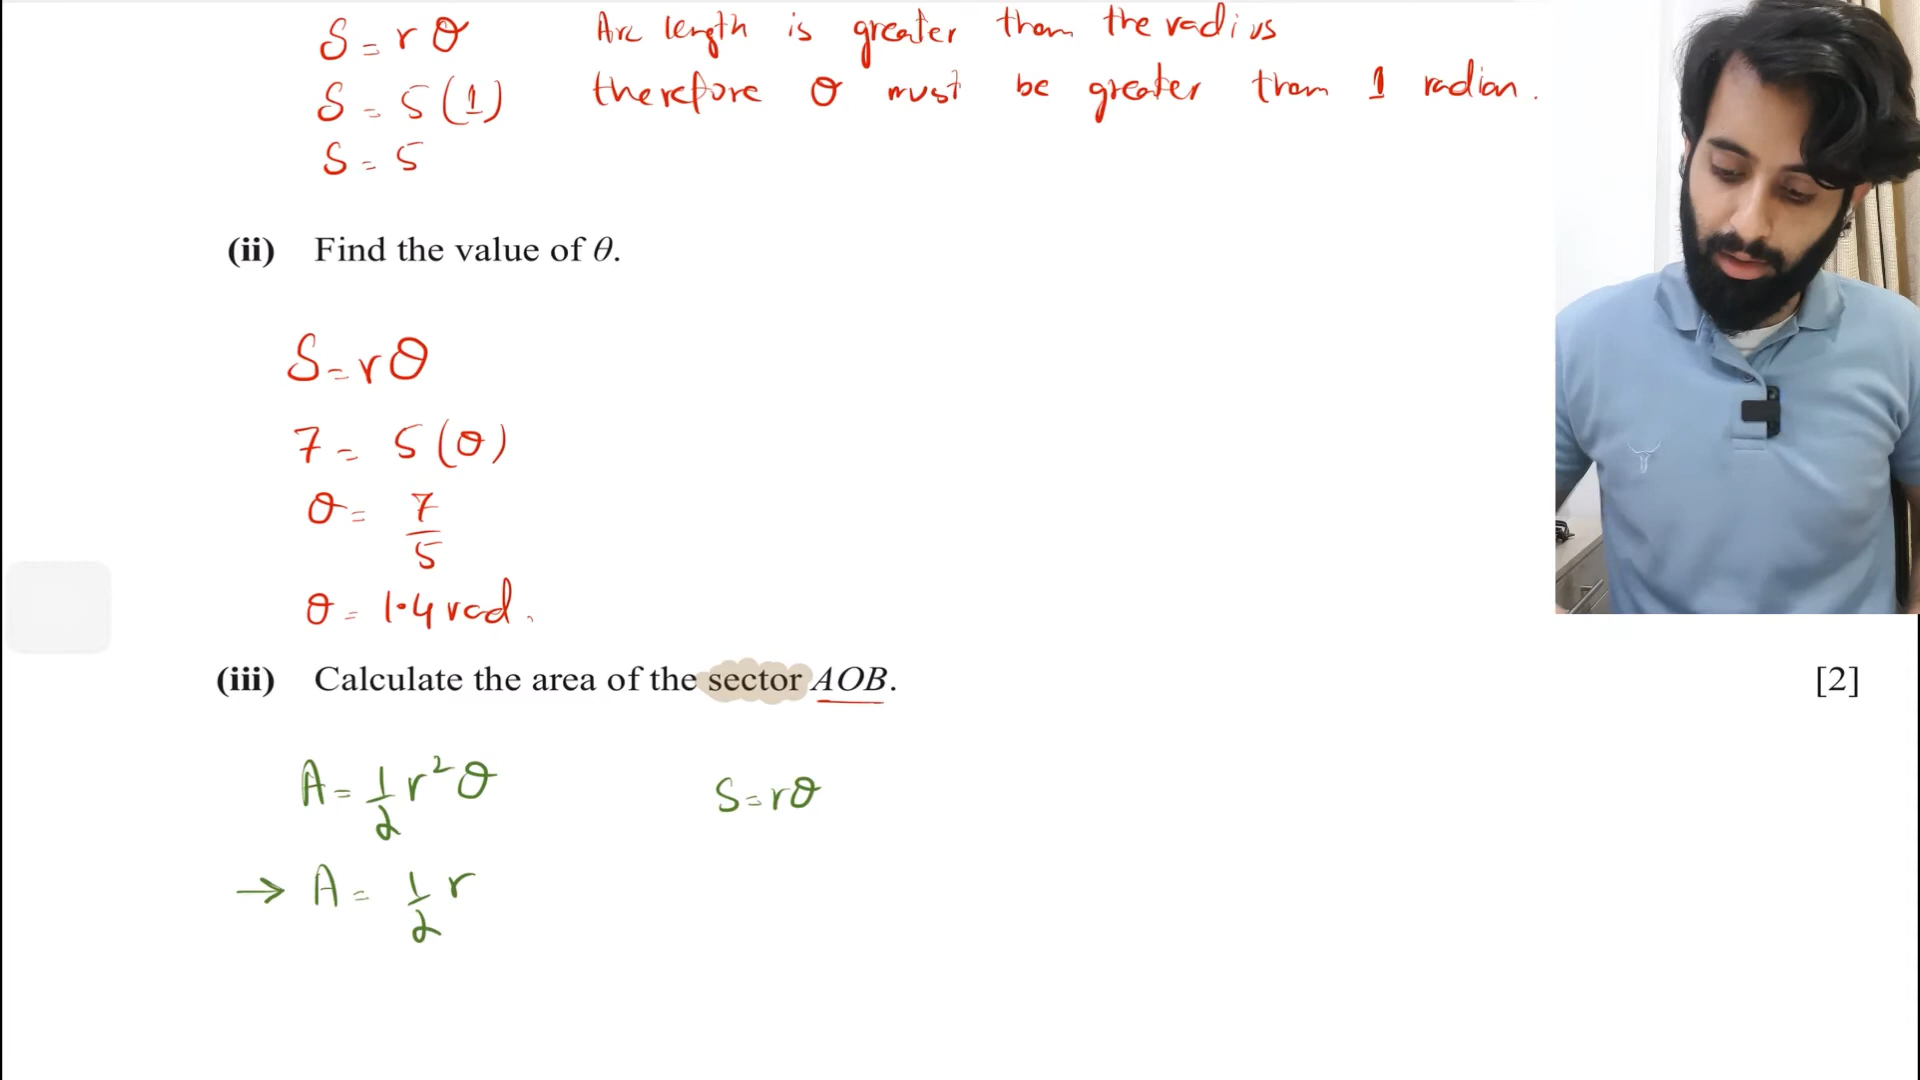 S = rθ Arc length is greater than the radius
S = 5(1) therefore θ must be greater than 1 radian.
S = 5
(ii) Find the value of θ.
S = rθ
7 = 5(θ)
θ = 7/5
θ = 1.4 rad.
(iii) Calculate the area of the sector AOB. [2]
A = 1/2 r²θ S = rθ
→ A = 1/2 r